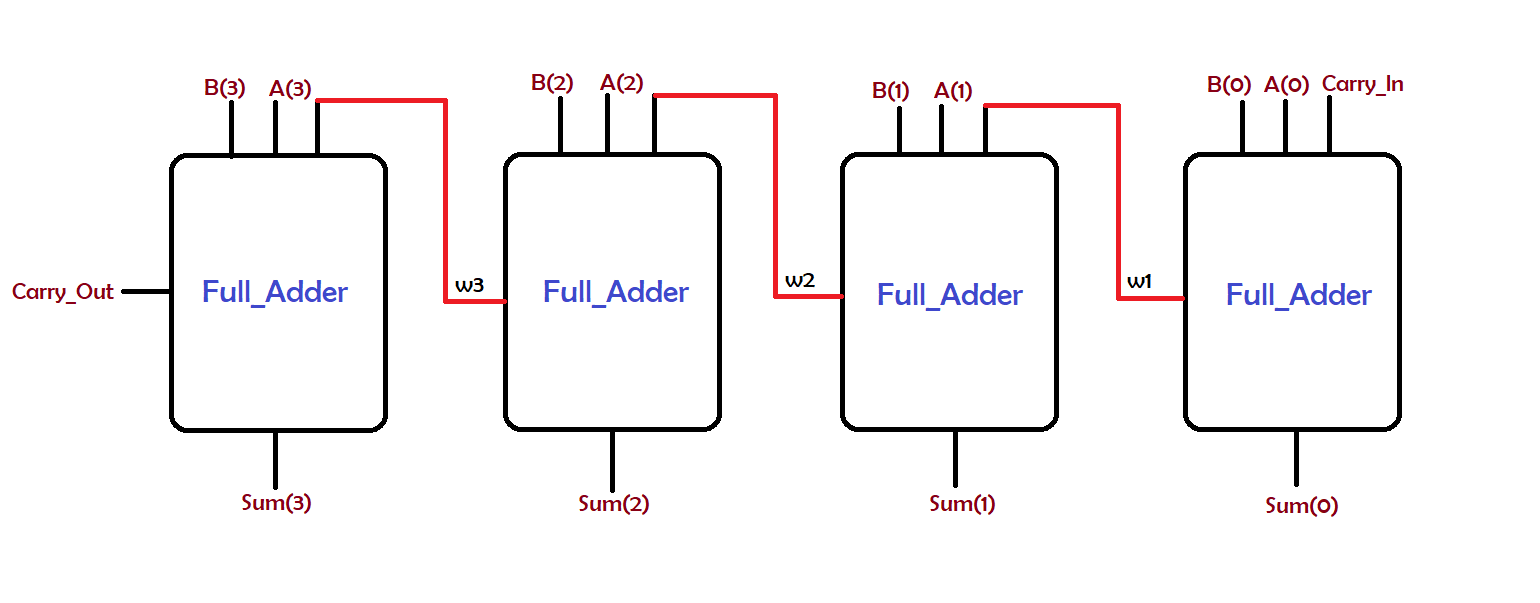 B(3) A(3)
B(2) A(2)
B(1) A(1)
B(0) A(0) Carry_In
Carry_Out
Full_Adder
w3
Full_Adder
w2
Full_Adder
w1
Full_Adder
Sum(3)
Sum(2)
Sum(1)
Sum(0)